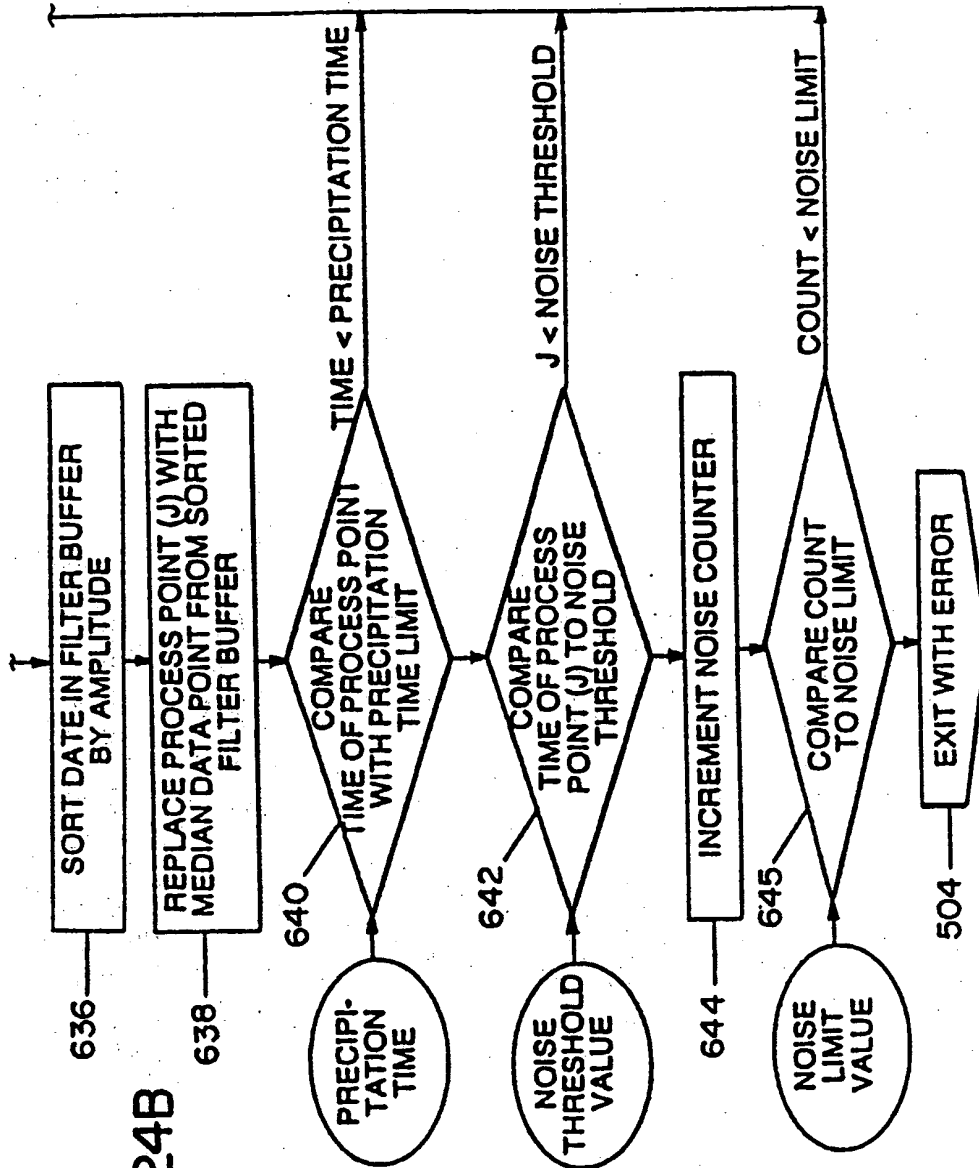 24B
636
SORT DATE IN FILTER BUFFER
BY AMPLITUDE
638
REPLACE PROCESS POINT (J) WITH
MEDIAN DATA POINT FROM SORTED
FILTER BUFFER
PRECIPI-
TATION
TIME
640
COMPARE
TIME OF PROCESS POINT
WITH PRECIPITATION
TIME LIMIT
TIME < PRECIPITATION TIME
NOISE
THRESHOLD
VALUE
642
COMPARE
TIME OF PROCESS
POINT (J) TO NOISE
THRESHOLD
J < NOISE THRESHOLD
644
INCREMENT NOISE COUNTER
NOISE
LIMIT
VALUE
645
COMPARE COUNT
TO NOISE LIMIT
COUNT < NOISE LIMIT
504
EXIT WITH ERROR